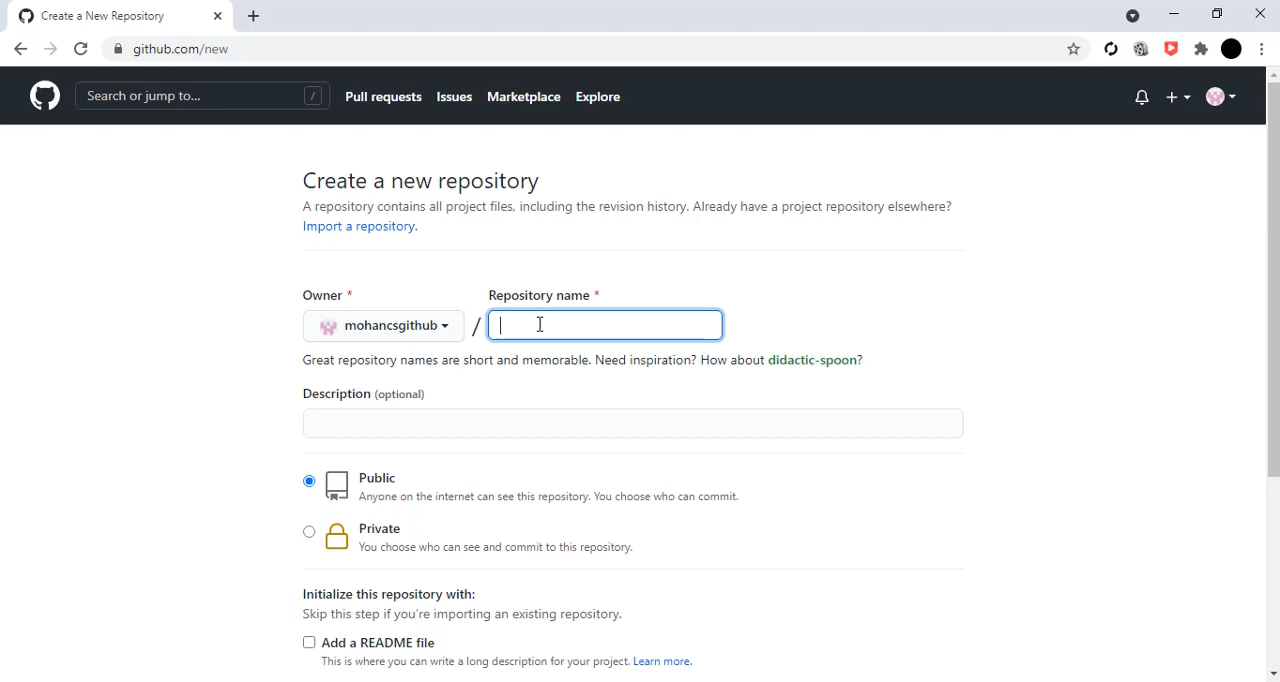 Create a New Repository
github.com/new
Search or jump to... /
Pull requests Issues Marketplace Explore
Create a new repository
A repository contains all project files, including the revision history. Already have a project repository elsewhere?
Import a repository.
Owner * Repository name *
mohancsgithub /
Great repository names are short and memorable. Need inspiration? How about didactic-spoon?
Description (optional)
Public
Anyone on the internet can see this repository. You choose who can commit.
Private
You choose who can see and commit to this repository.
Initialize this repository with:
Skip this step if you're importing an existing repository.
Add a README file
This is where you can write a long description for your project. Learn more.